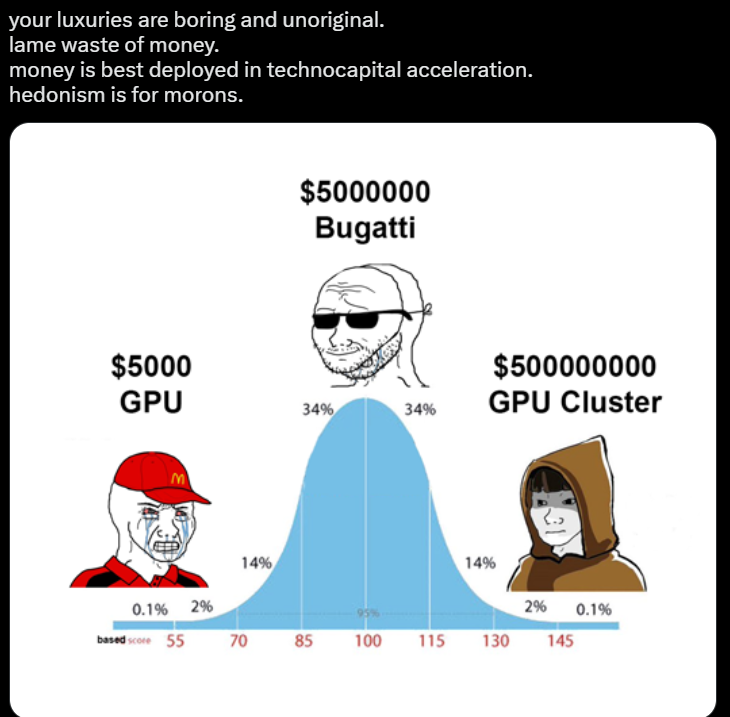 your luxuries are boring and unoriginal.
lame waste of money.
money is best deployed in technocapital acceleration.
hedonism is for morons.
$5000000
Bugatti
$5000
GPU
$500000000
GPU Cluster
34% 34%
14% 14%
0.1% 2% 95% 2% 0.1%
based score 55 70 85 100 115 130 145